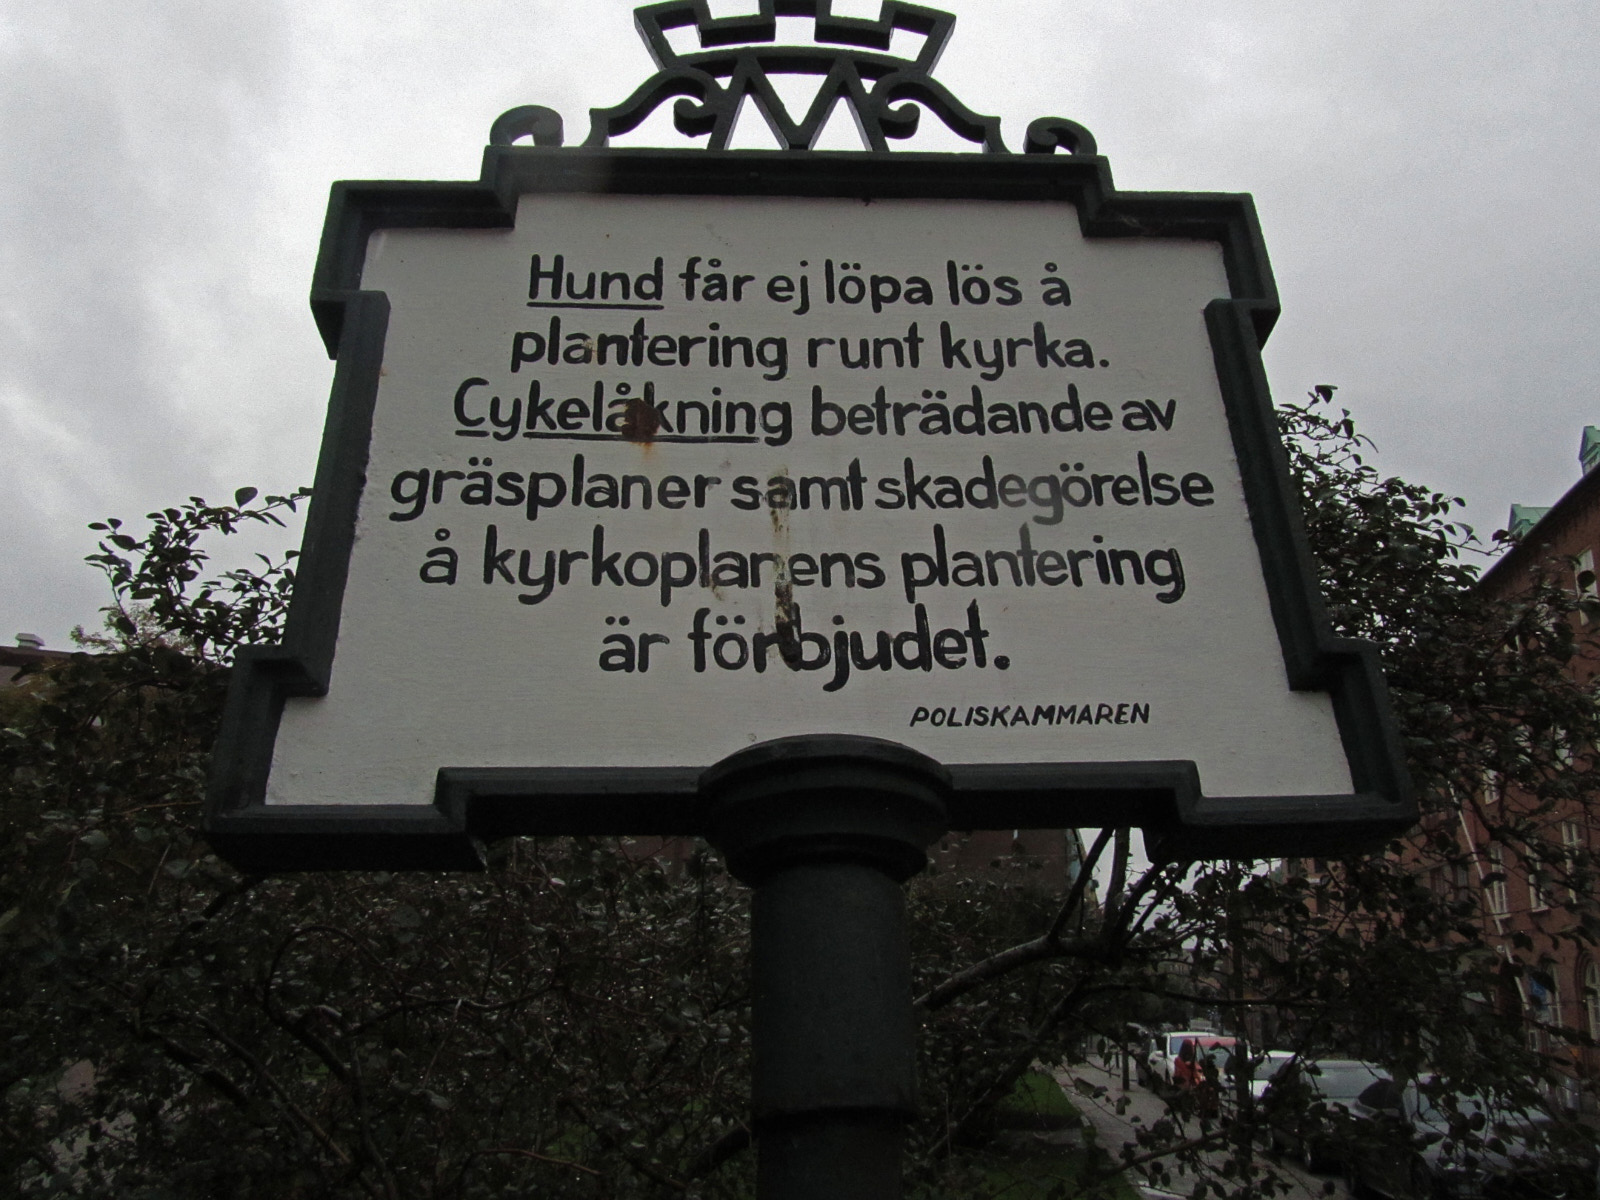 M
Hund får ej löpa lös å
plantering runt kyrka.
Cykelåkning beträdande av
gräsplaner samt skadegörelse
å kyrkoplanens plantering
är förbjudet.
POLISKAMMAREN